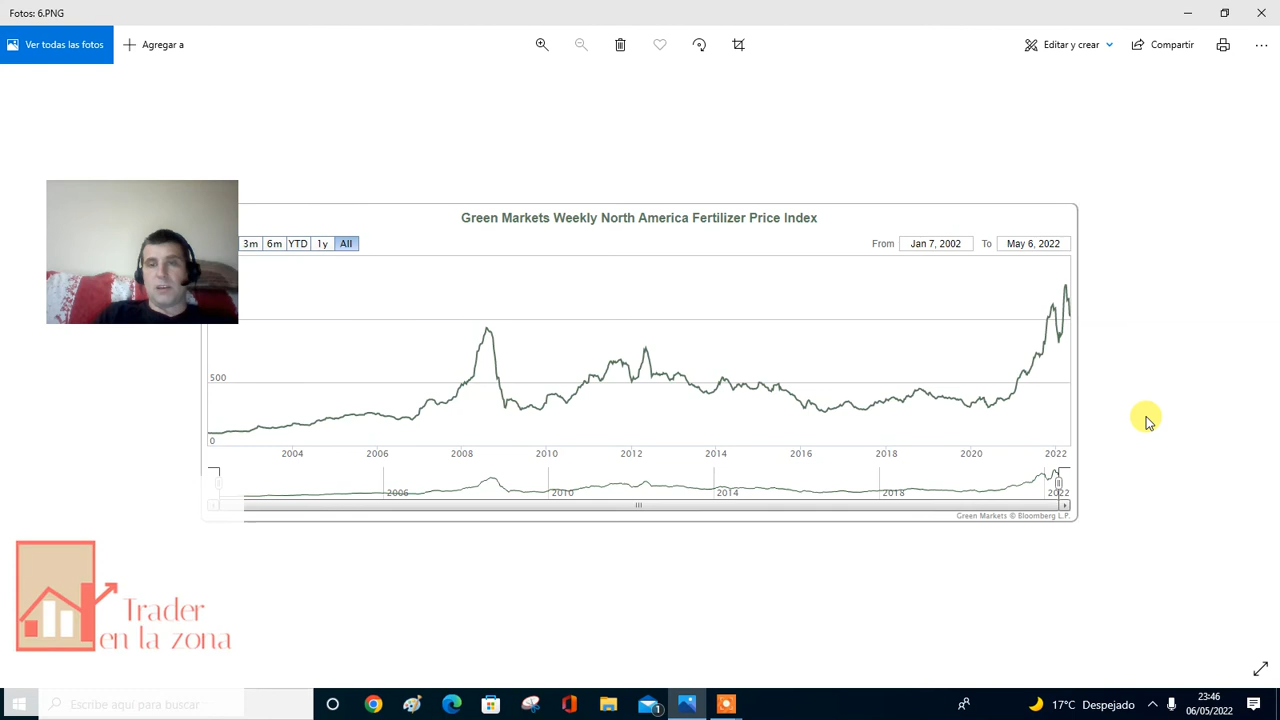 Fotos: 6.PNG
Ver todas las fotos
Agregar a
Editar y crear
Compartir
Green Markets Weekly North America Fertilizer Price Index
3m 6m YTD 1y All
From Jan 7, 2002 To May 6, 2022
500
0
2004 2006 2008 2010 2012 2014 2016 2018 2020 2022
2006 2010 2014 2018 2022
Green Markets © Bloomberg L.P.
Trader
en la zona
Escribe aquí para buscar
1
17°C Despejado
23:46
06/05/2022